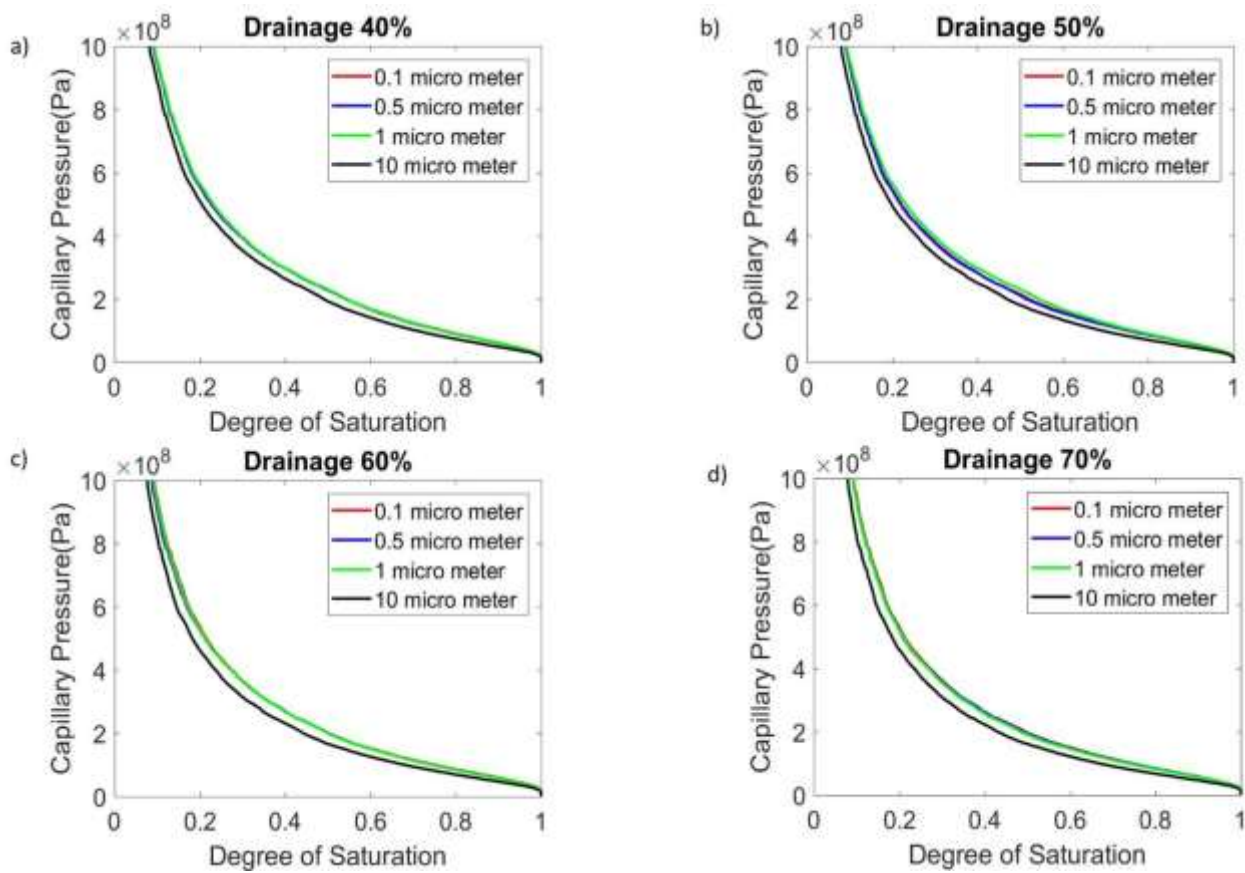 a)
Drainage 40%
×10⁸
Capillary Pressure(Pa)
10
8
6
4
2
0
0 0.2 0.4 0.6 0.8 1
Degree of Saturation
0.1 micro meter
0.5 micro meter
1 micro meter
10 micro meter
b)
Drainage 50%
×10⁸
Capillary Pressure(Pa)
10
8
6
4
2
0
0 0.2 0.4 0.6 0.8 1
Degree of Saturation
0.1 micro meter
0.5 micro meter
1 micro meter
10 micro meter
c)
Drainage 60%
×10⁸
Capillary Pressure(Pa)
10
8
6
4
2
0
0 0.2 0.4 0.6 0.8 1
Degree of Saturation
0.1 micro meter
0.5 micro meter
1 micro meter
10 micro meter
d)
Drainage 70%
×10⁸
Capillary Pressure(Pa)
10
8
6
4
2
0
0 0.2 0.4 0.6 0.8 1
Degree of Saturation
0.1 micro meter
0.5 micro meter
1 micro meter
10 micro meter